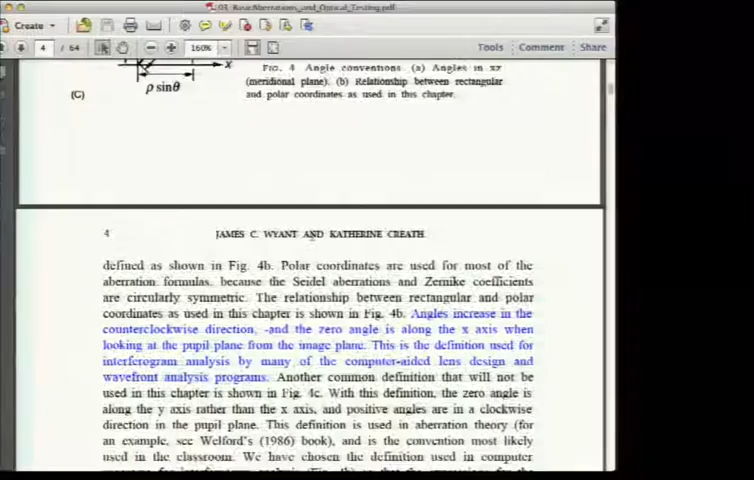 03_BasicAberrations_and_Optical_Testing.pdf
Create
4 / 64
160%
Tools Comment Share
x
ρ sinθ
(C)
FIG. 4 Angle conventions. (a) Angles in xz
(meridional plane). (b) Relationship between rectangular
and polar coordinates as used in this chapter.
4 JAMES C. WYANT AND KATHERINE CREATH
defined as shown in Fig. 4b. Polar coordinates are used for most of the
aberration formulas, because the Seidel aberrations and Zernike coefficients
are circularly symmetric. The relationship between rectangular and polar
coordinates as used in this chapter is shown in Fig. 4b. Angles increase in the
counterclockwise direction, -and the zero angle is along the x axis when
looking at the pupil plane from the image plane. This is the definition used for
interferogram analysis by many of the computer-aided lens design and
wavefront analysis programs. Another common definition that will not be
used in this chapter is shown in Fig. 4c. With this definition, the zero angle is
along the y axis rather than the x axis, and positive angles are in a clockwise
direction in the pupil plane. This definition is used in aberration theory (for
an example, see Welford's (1986) book), and is the convention most likely
used in the classroom. We have chosen the definition used in computer